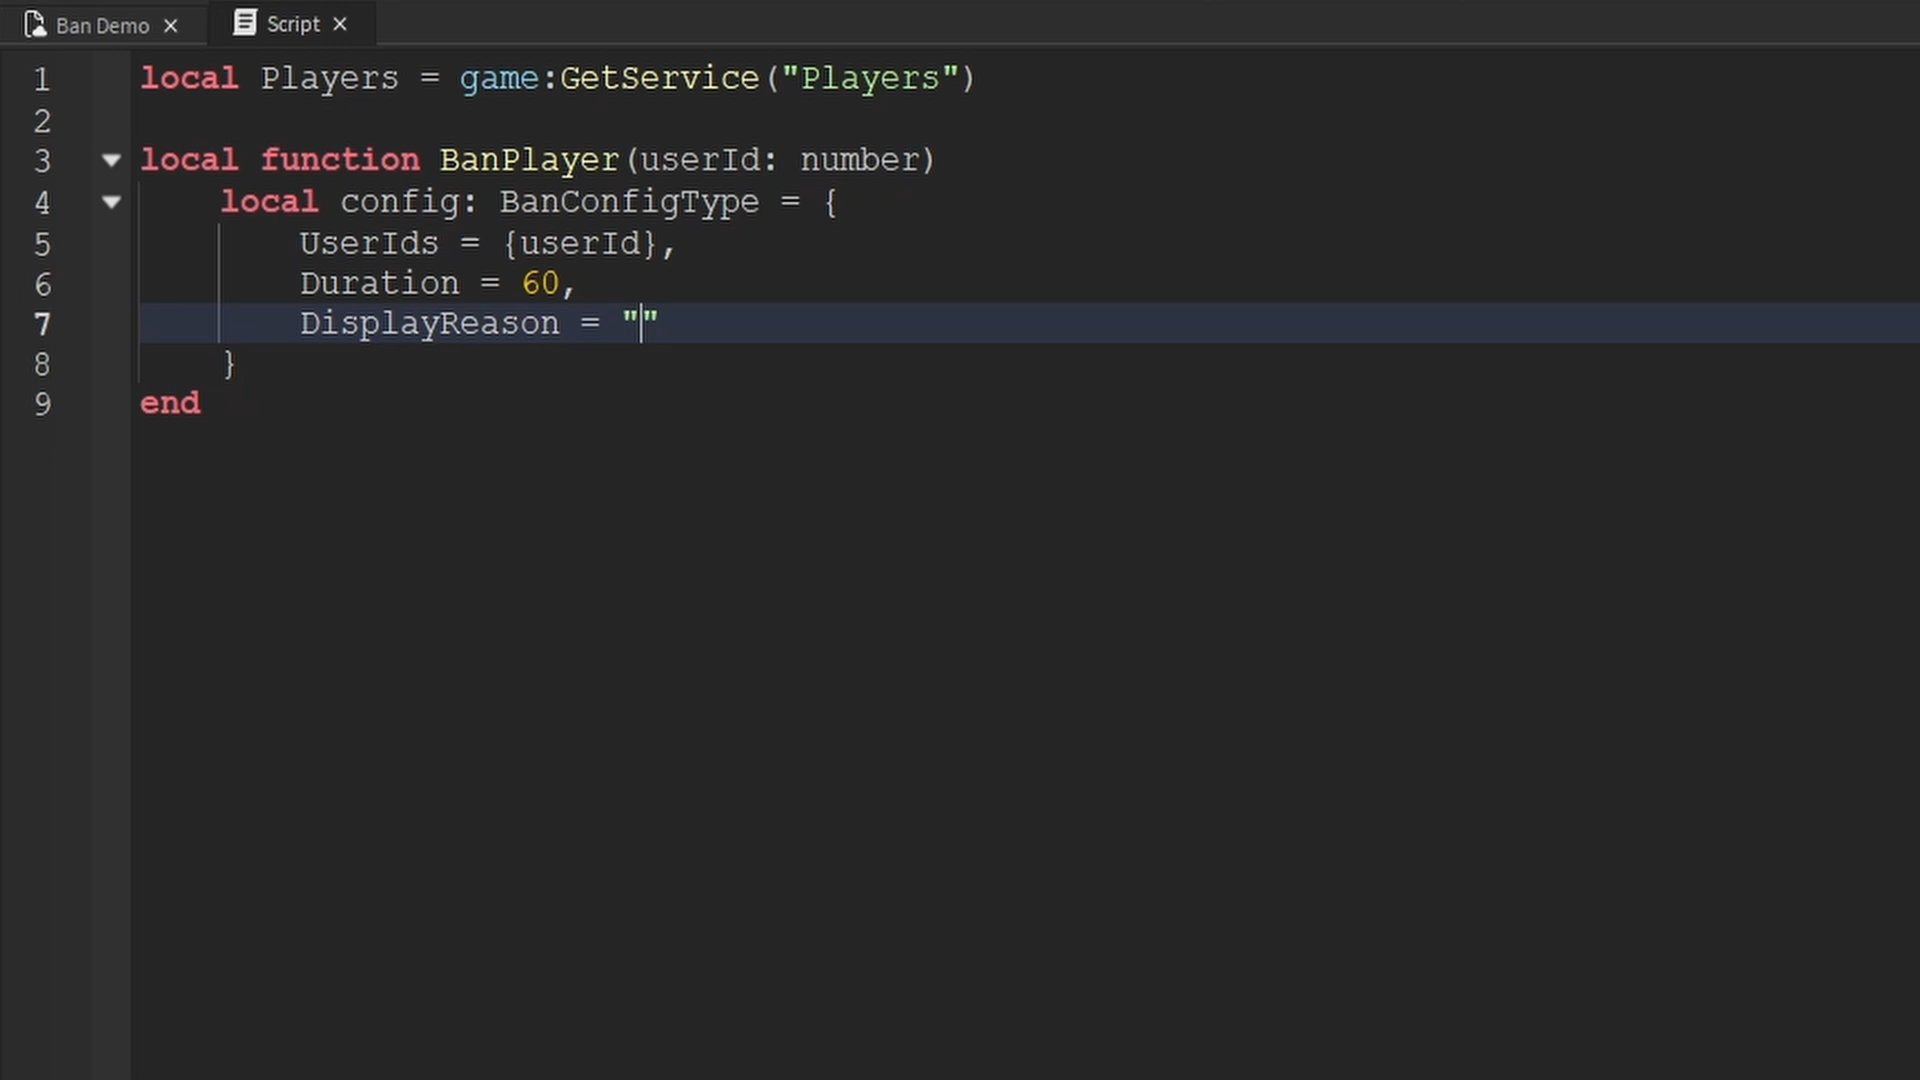 Ban Demo Script
1 local Players = game:GetService("Players")
2
3 local function BanPlayer(userId: number)
4 local config: BanConfigType = {
5 UserIds = {userId},
6 Duration = 60,
7 DisplayReason = ""
8 }
9 end